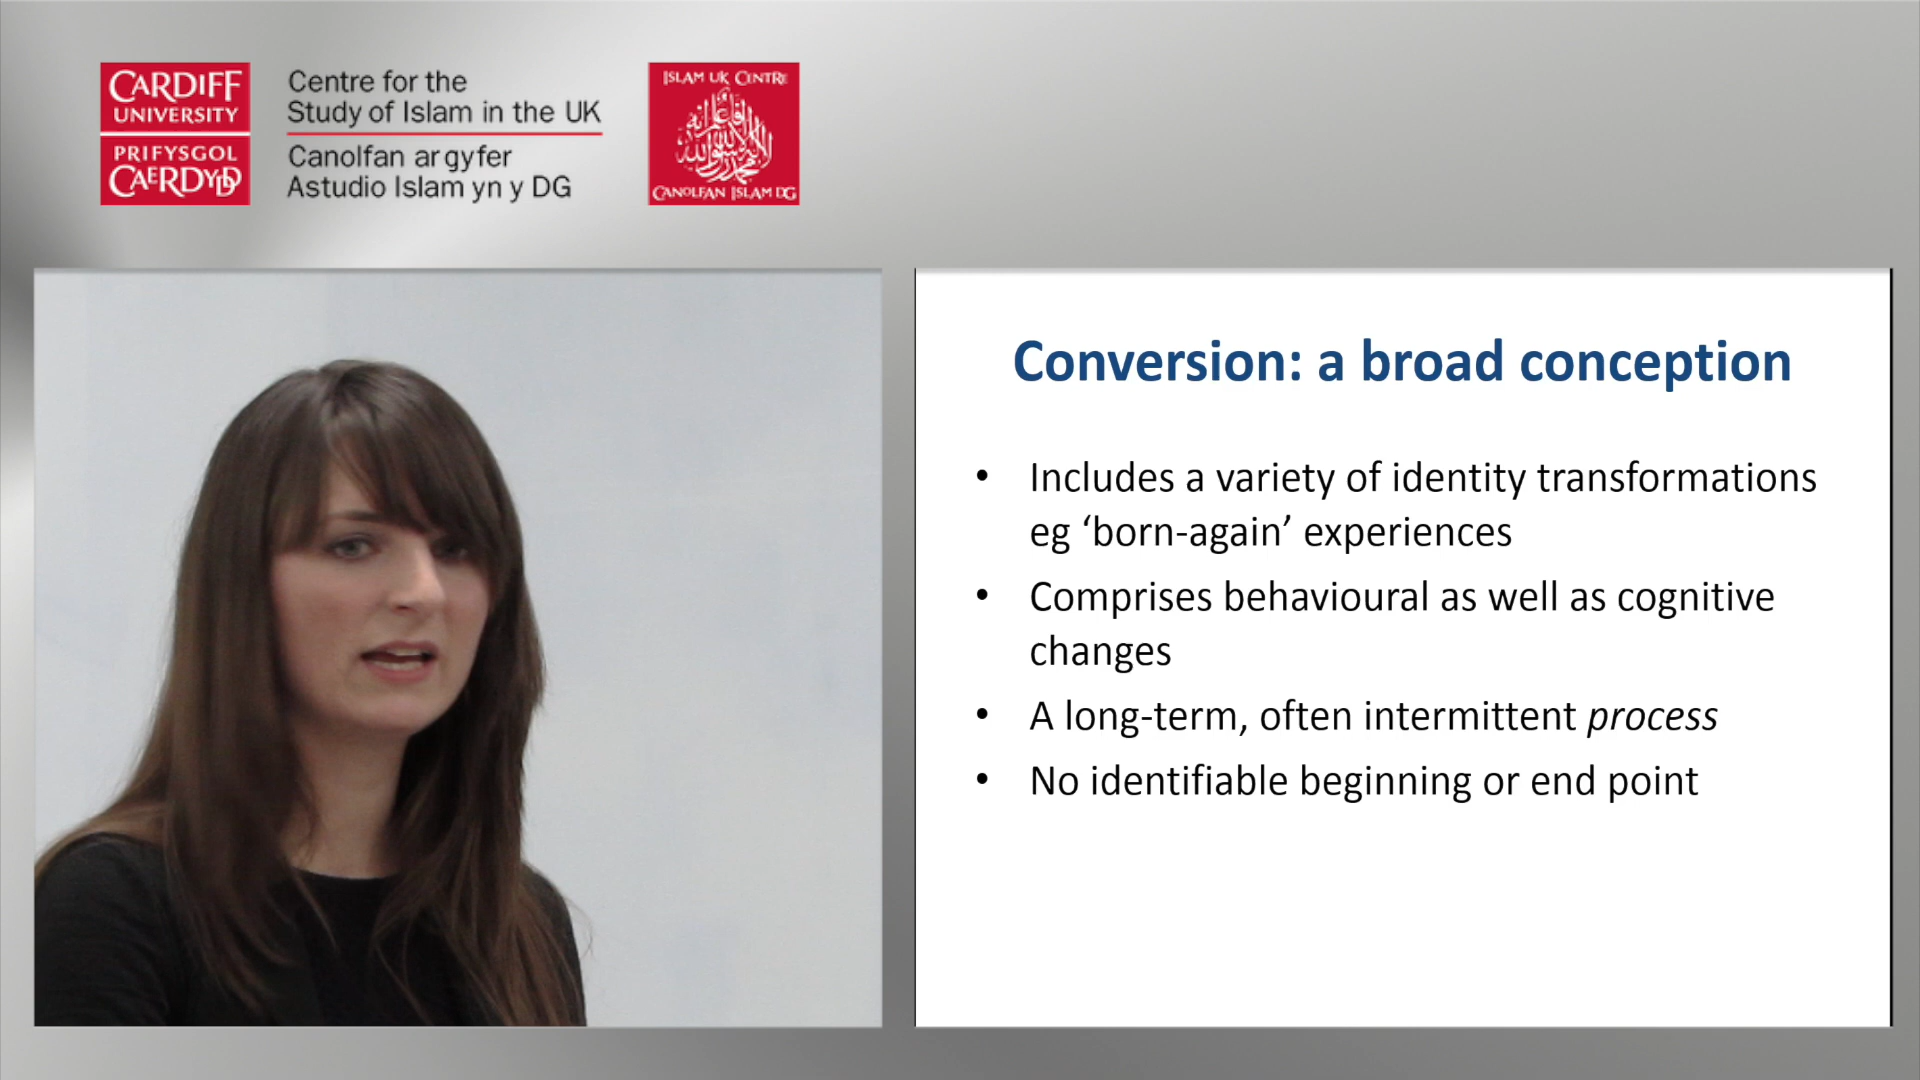 CARDIFF
UNIVERSITY
PRIFYSGOL
CAERDYDD
Centre for the
Study of Islam in the UK
Canolfan ar gyfer
Astudio Islam yn y DG
ISLAM UK CENTRE
CANOLFAN ISLAM DG
Conversion: a broad conception
• Includes a variety of identity transformations
eg ‘born-again’ experiences
• Comprises behavioural as well as cognitive
changes
• A long-term, often intermittent process
• No identifiable beginning or end point